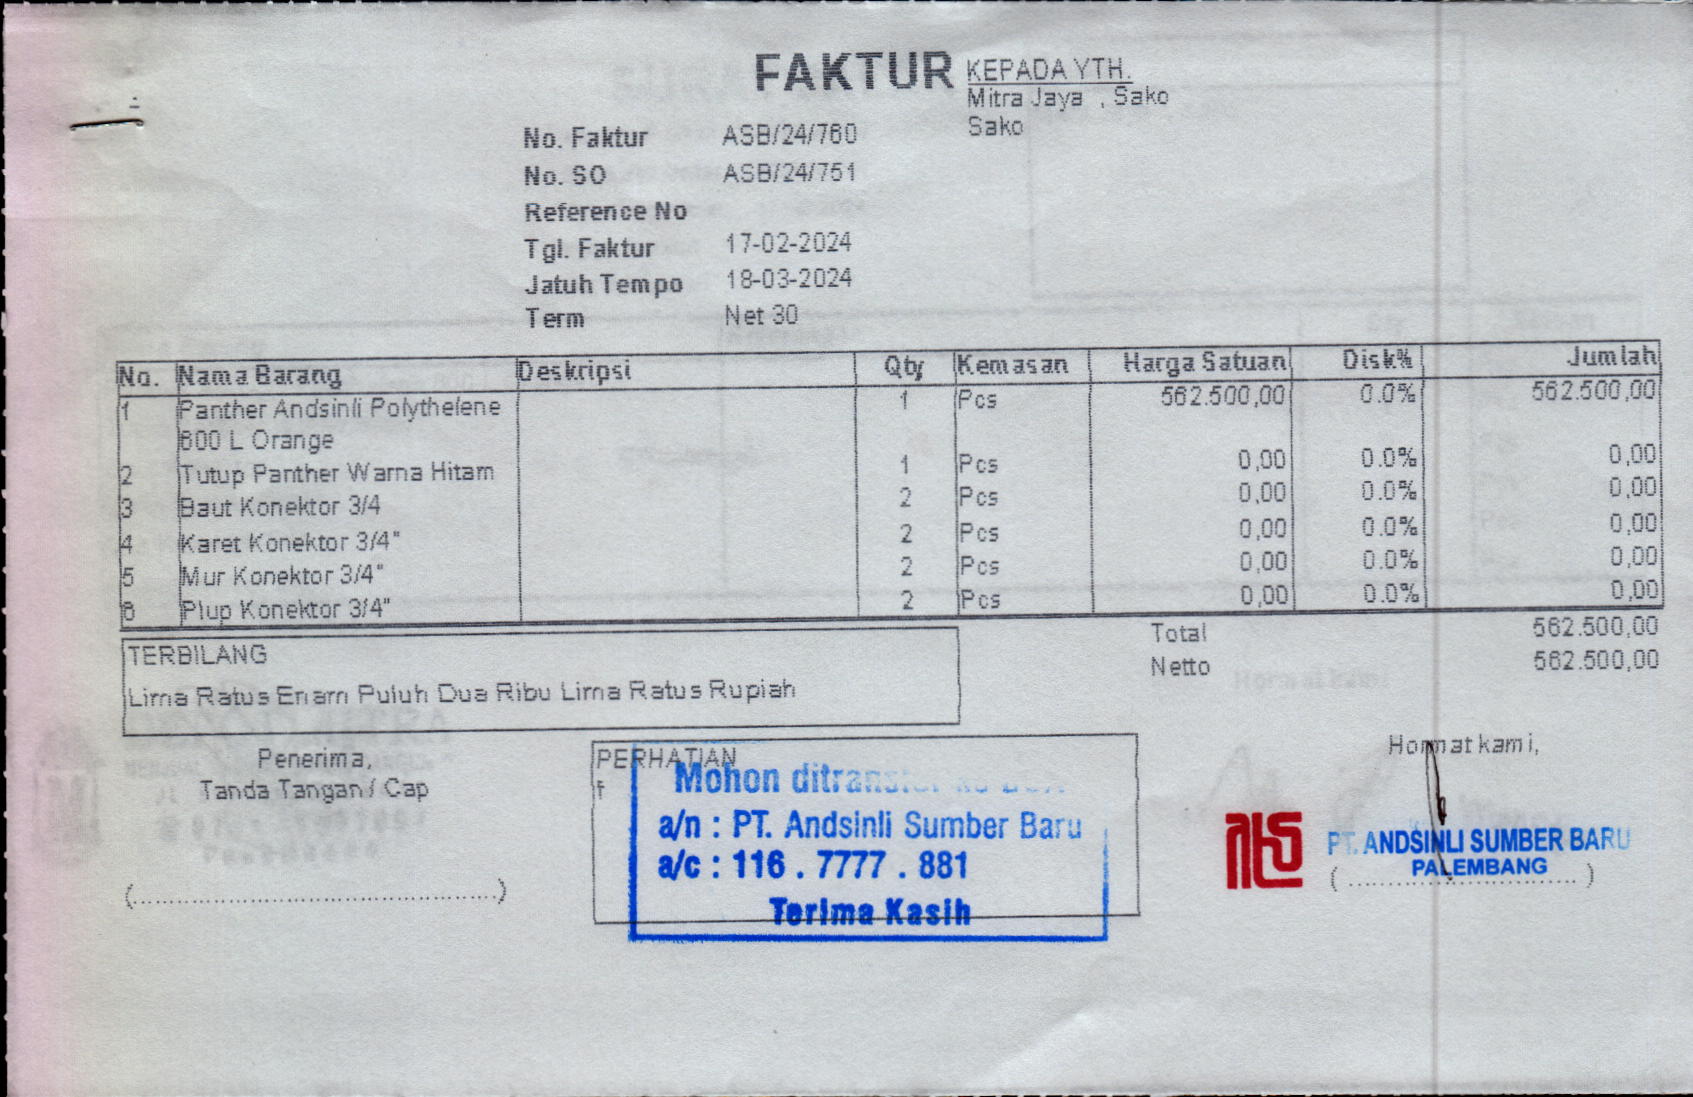 FAKTUR
KEPADA YTH.
Mitra Jaya , Sako
Sako
No. Faktur ASB/24/760
No. SO ASB/24/751
Reference No
Tgl. Faktur 17-02-2024
Jatuh Tempo 18-03-2024
Term Net 30
No. Nama Barang Deskripsi Qty Kemasan Harga Satuan Disk% Jumlah
1 Panther Andsinli Polythelene 1 Pcs 562.500,00 0.0% 562.500,00
600 L Orange
2 Tutup Panther Warna Hitam 1 Pcs 0,00 0.0% 0,00
3 Baut Konektor 3/4 2 Pcs 0,00 0.0% 0,00
4 Karet Konektor 3/4" 2 Pcs 0,00 0.0% 0,00
5 Mur Konektor 3/4" 2 Pcs 0,00 0.0% 0,00
6 Plup Konektor 3/4" 2 Pcs 0,00 0.0% 0,00
Total 562.500,00
Netto 562.500,00
TERBILANG
Lima Ratus Enam Puluh Dua Ribu Lima Ratus Rupiah
Penerima,
Tanda Tangan / Cap
(..........................................)
PERHATIAN
Mohon ditransfer ke
a/n : PT. Andsinli Sumber Baru
a/c : 116 . 7777 . 881
Terima Kasih
Hormat kami,
PT. ANDSINLI SUMBER BARU
PALEMBANG
(..........................)